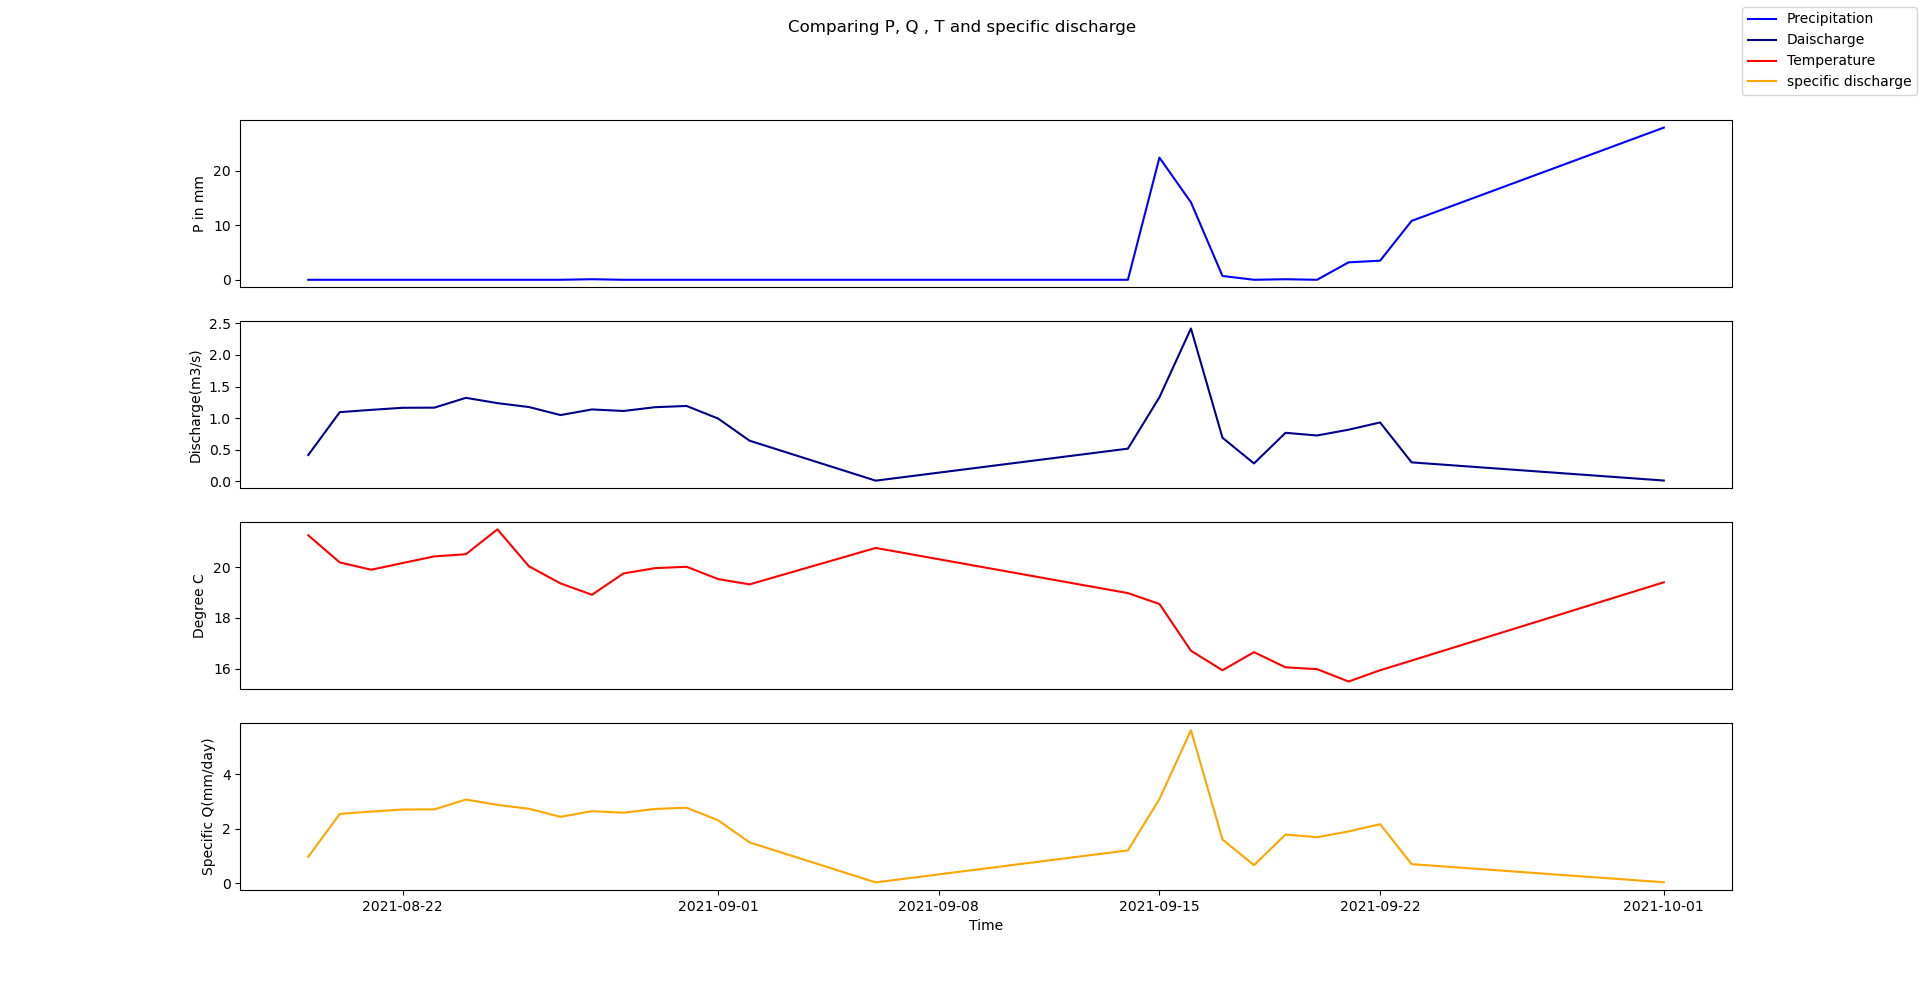 Comparing P, Q , T and specific discharge
Precipitation
Daischarge
Temperature
specific discharge
P in mm
20
10
0
Discharge(m3/s)
2.5
2.0
1.5
1.0
0.5
0.0
Degree C
20
18
16
Specific Q(mm/day)
4
2
0
2021-08-22
2021-09-01
2021-09-08
2021-09-15
2021-09-22
2021-10-01
Time